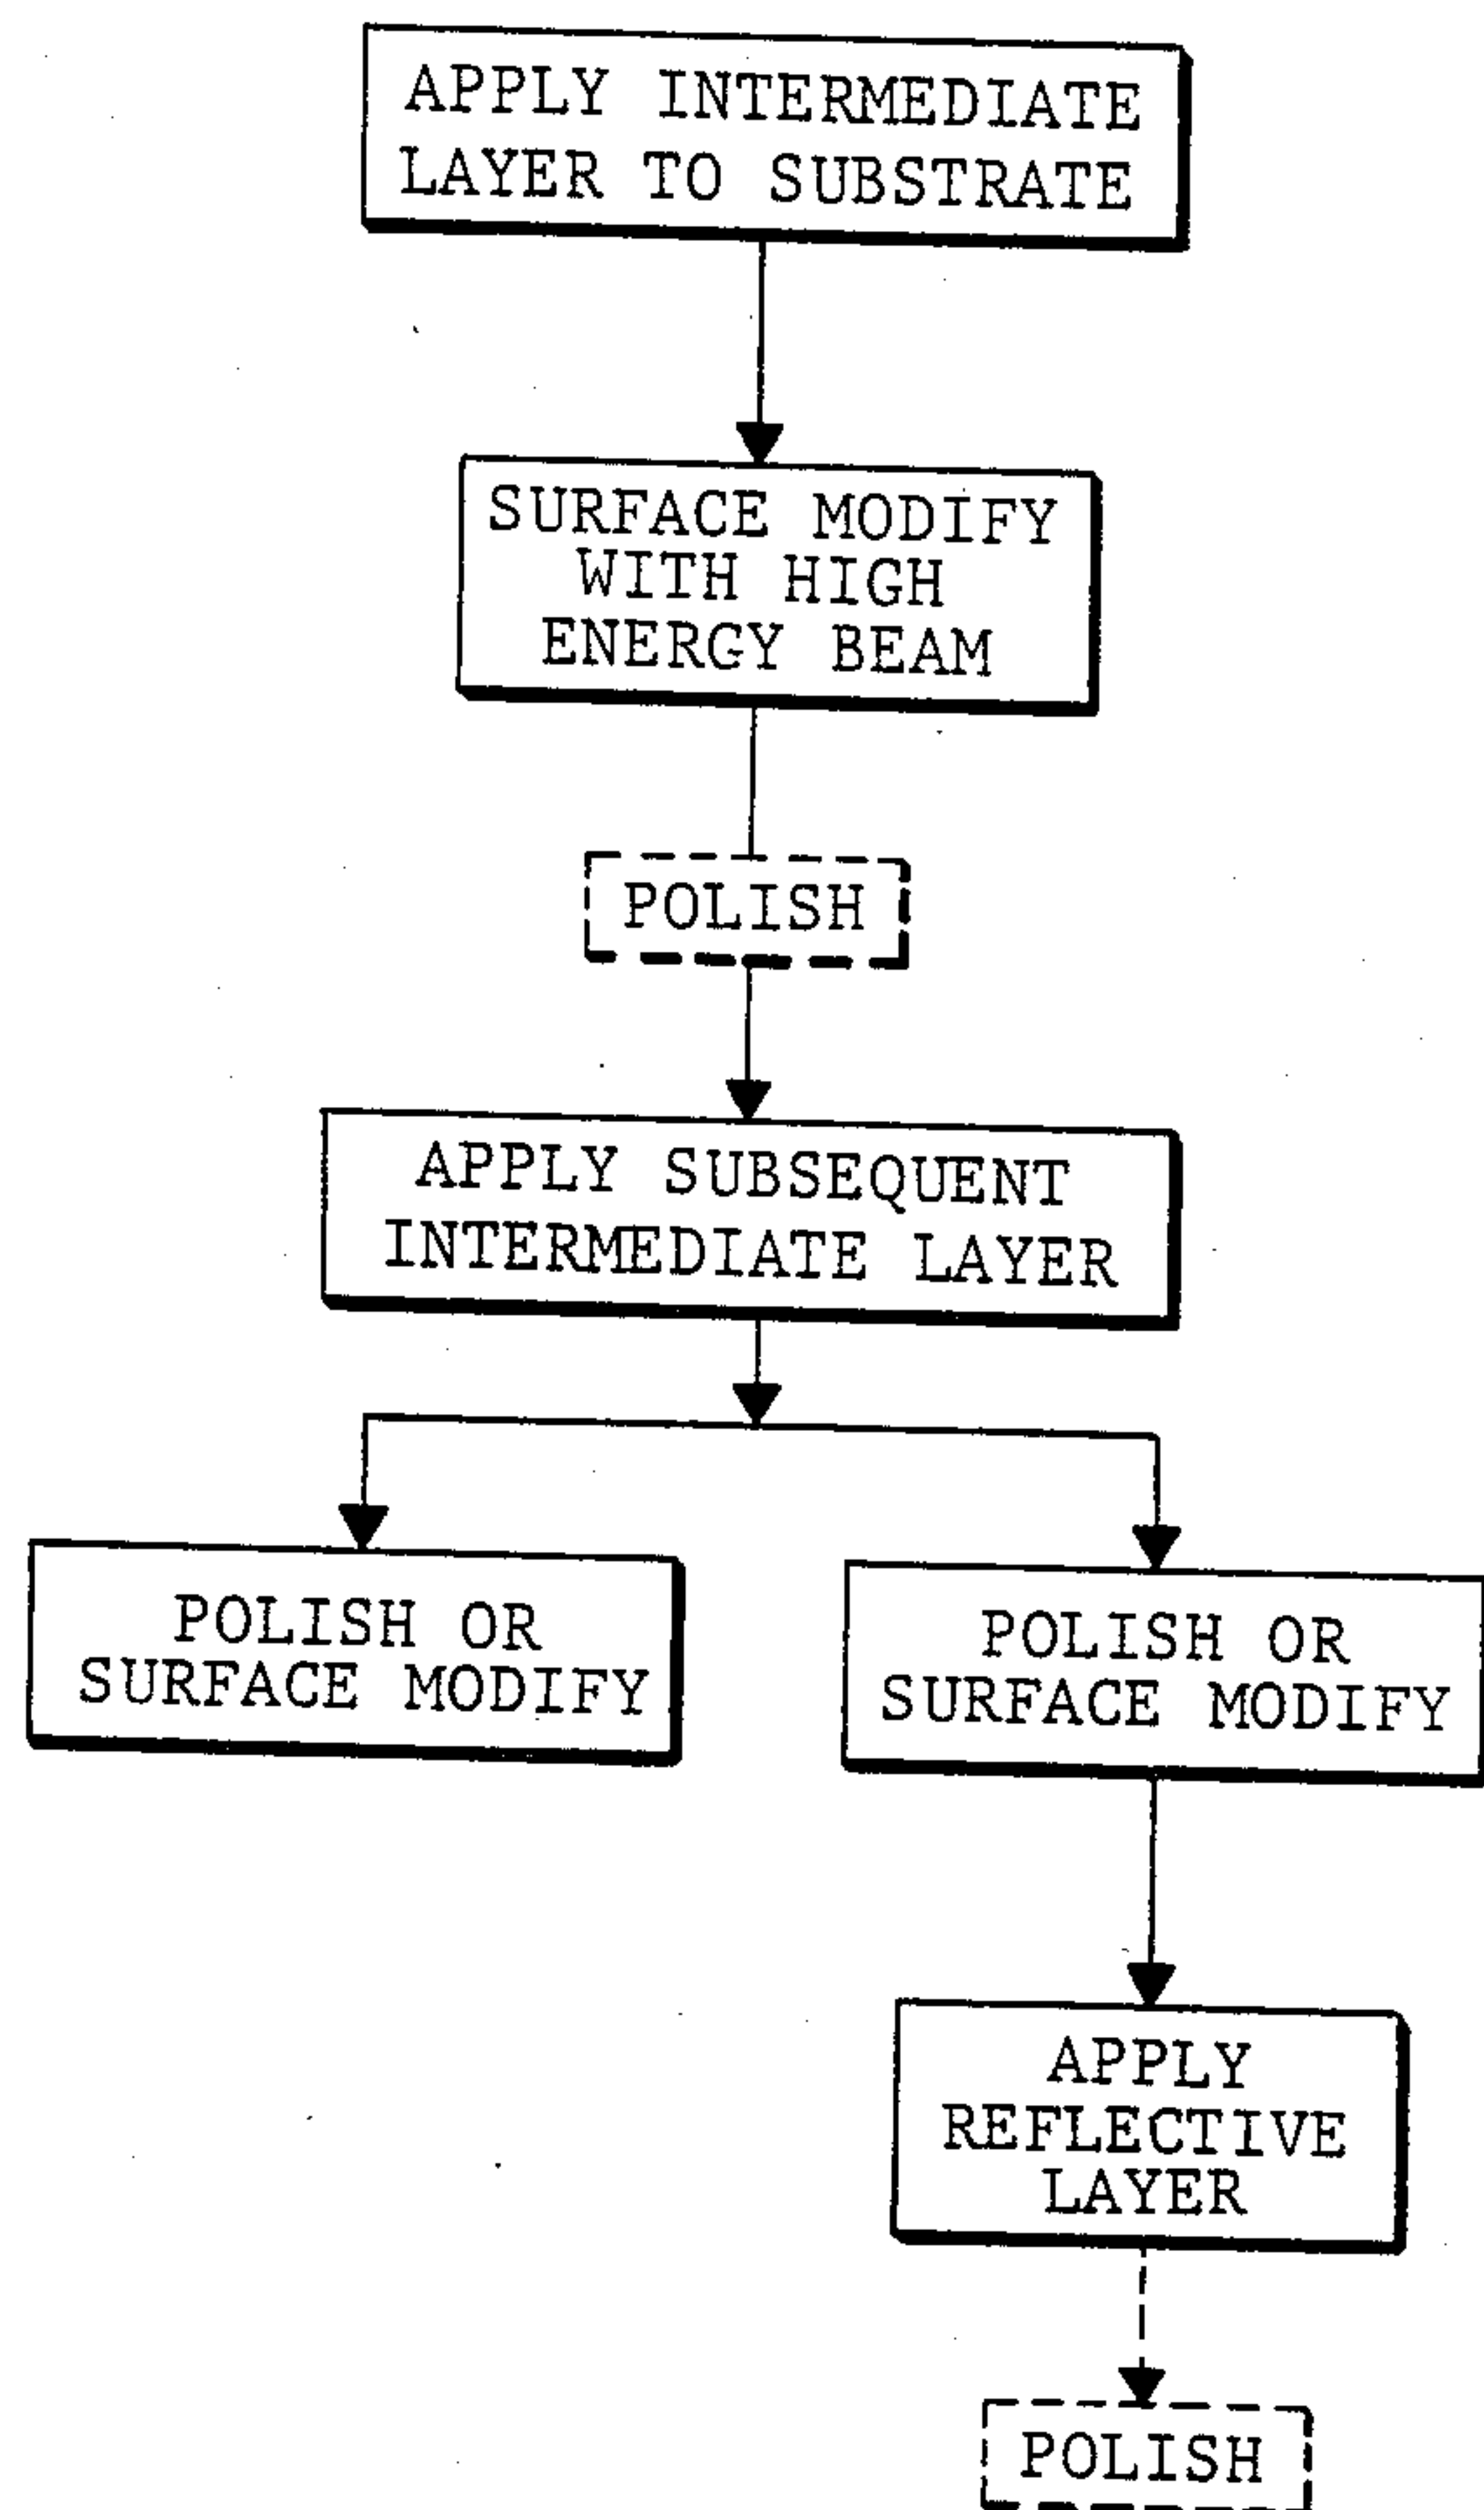 APPLY INTERMEDIATE
LAYER TO SUBSTRATE
SURFACE MODIFY
WITH HIGH
ENERGY BEAM
POLISH
APPLY SUBSEQUENT
INTERMEDIATE LAYER
POLISH OR
SURFACE MODIFY
POLISH OR
SURFACE MODIFY
APPLY
REFLECTIVE
LAYER
POLISH